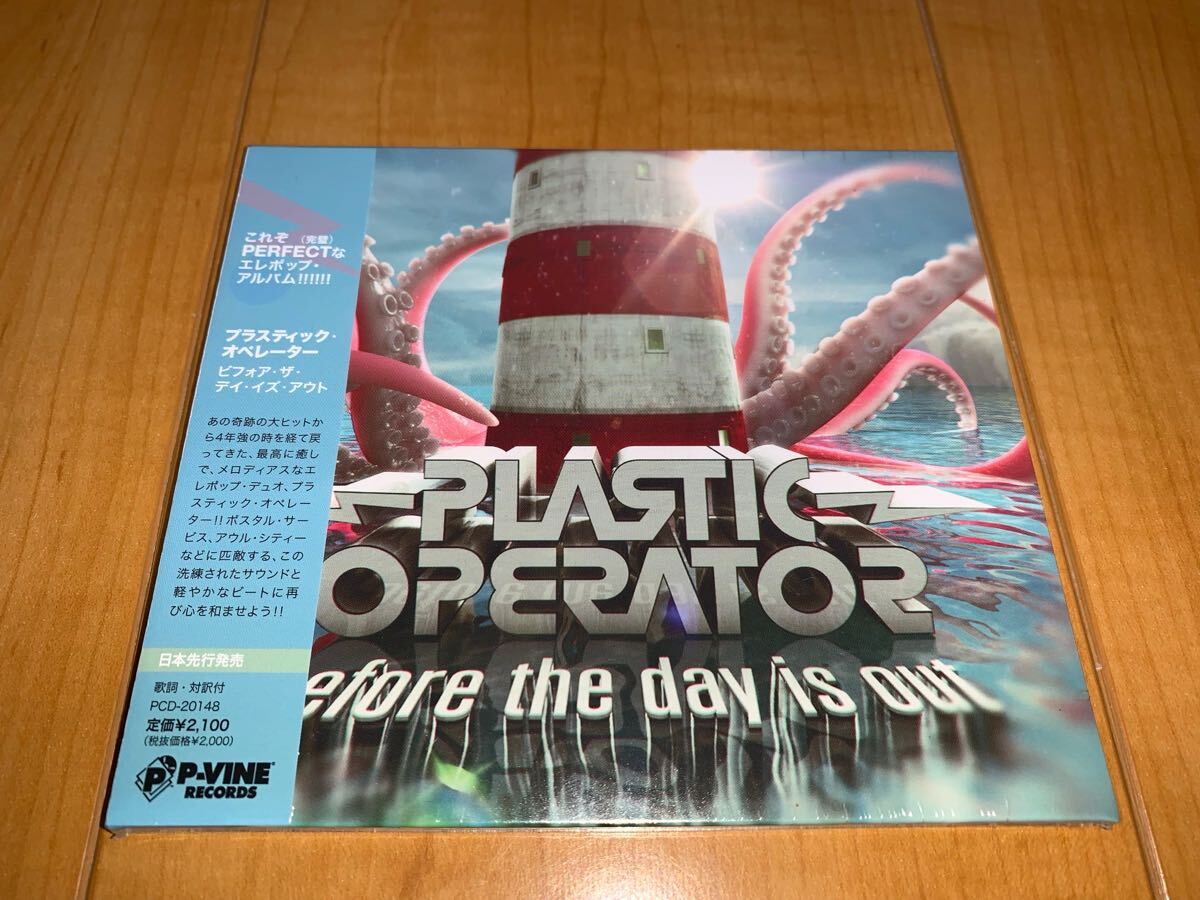 これぞ (完璧)
PERFECTな
エレポップ・
アルバム!!!!!!
プラスティック・
オペレーター
ビフォア・ザ・
デイ・イズ・アウト
あの奇跡の大ヒットか
ら4年強の時を経て戻
ってきた、最高に癒し
で、メロディアスなエ
レポップ・デュオ、プラ
スティック・オペレー
ター!!ポスタル・サー
ビス、アウル・シティー
などに匹敵する、この
洗練されたサウンドと
軽やかなビートに再
び心を和ませよう!!
日本先行発売
歌詞・対訳付
PCD-20148
定価¥2,100
(税抜価格¥2,000)
P-VINE
RECORDS
PLASTIC
OPERATOR
efore the day is out